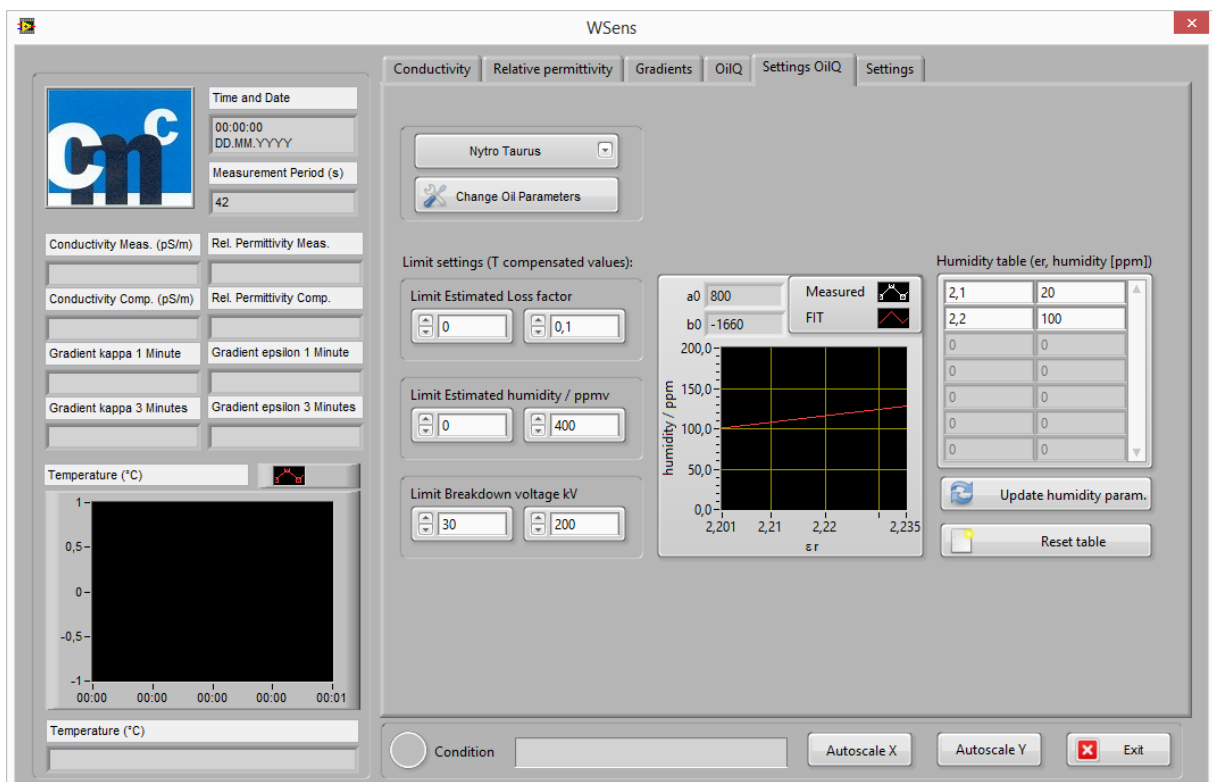 WSens
cmc
Time and Date
00:00:00
DD.MM.YYYY
Measurement Period (s)
42
Conductivity Meas. (pS/m)
Rel. Permittivity Meas.
Conductivity Comp. (pS/m)
Rel. Permittivity Comp.
Gradient kappa 1 Minute
Gradient epsilon 1 Minute
Gradient kappa 3 Minutes
Gradient epsilon 3 Minutes
Temperature (°C)
1
0,5
0
-0,5
-1
00:00 00:00 00:00 00:00 00:01
Temperature (°C)
Conductivity Relative permittivity Gradients OilQ Settings OilQ Settings
Nytro Taurus
Change Oil Parameters
Limit settings (T compensated values):
Limit Estimated Loss factor
0 0,1
Limit Estimated humidity / ppmv
0 400
Limit Breakdown voltage kV
30 200
a0 800
b0 -1660
Measured
FIT
200,0
150,0
100,0
50,0
0,0
humidity / ppm
2,201 2,21 2,22 2,235
εr
Humidity table (er, humidity [ppm])
2,1 20
2,2 100
0 0
0 0
0 0
0 0
0 0
Update humidity param.
Reset table
Condition
Autoscale X
Autoscale Y
Exit